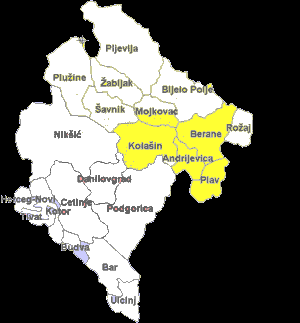 Pljevlja
Plužine
Žabljak
Bijelo Polje
Šavnik
Mojkovac
Nikšić
Kolašin
Berane
Rožaj
Andrijevica
Danilovgrad
Plav
Herceg-Novi
Cetinje
Kotor
Tivat
Podgorica
Budva
Bar
Ulcinj